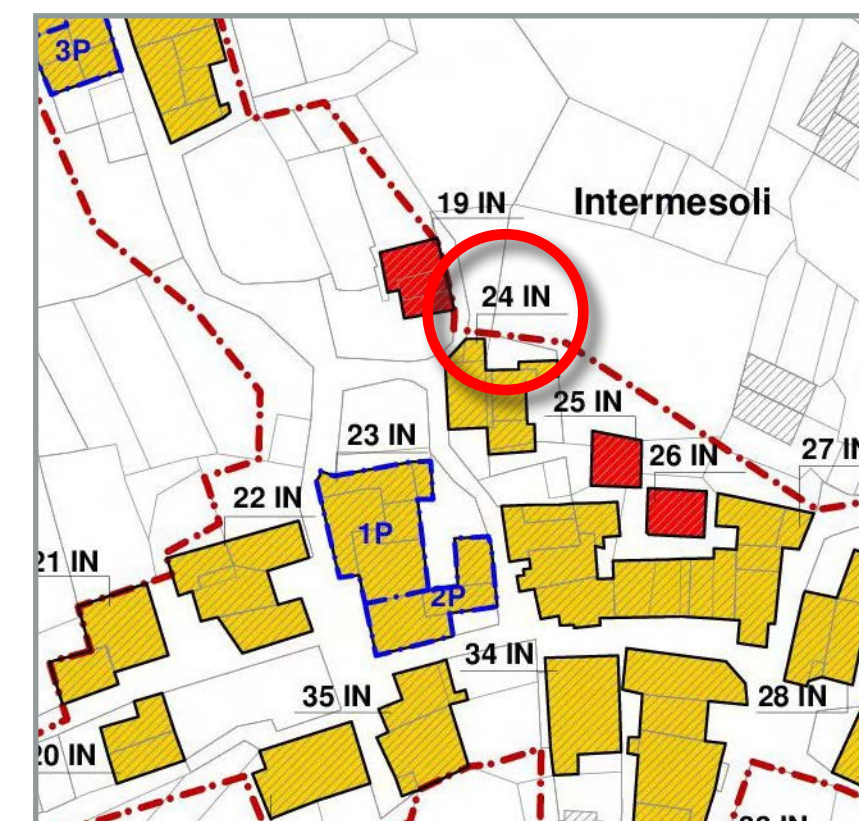 3P
19 IN
Intermesoli
24 IN
25 IN
23 IN
26 IN
27 IN
22 IN
1P
21 IN
2P
34 IN
35 IN
28 IN
20 IN